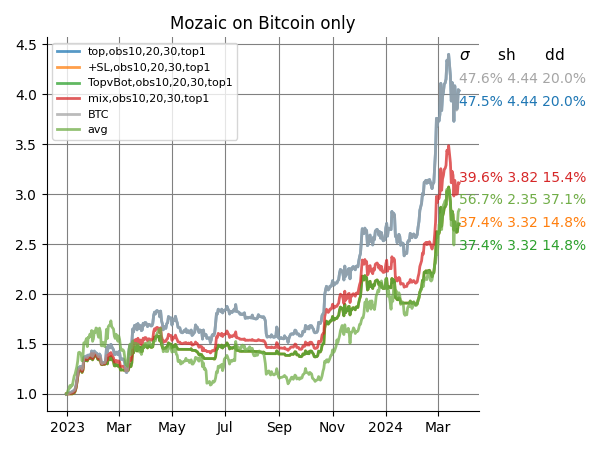 Mozaic on Bitcoin only
4.5
4.0
3.5
3.0
2.5
2.0
1.5
1.0
top,obs10,20,30,top1
+SL,obs10,20,30,top1
TopvBot,obs10,20,30,top1
mix,obs10,20,30,top1
BTC
avg
σ sh dd
47.6% 4.44 20.0%
47.5% 4.44 20.0%
39.6% 3.82 15.4%
56.7% 2.35 37.1%
37.4% 3.32 14.8%
37.4% 3.32 14.8%
2023 Mar May Jul Sep Nov 2024 Mar